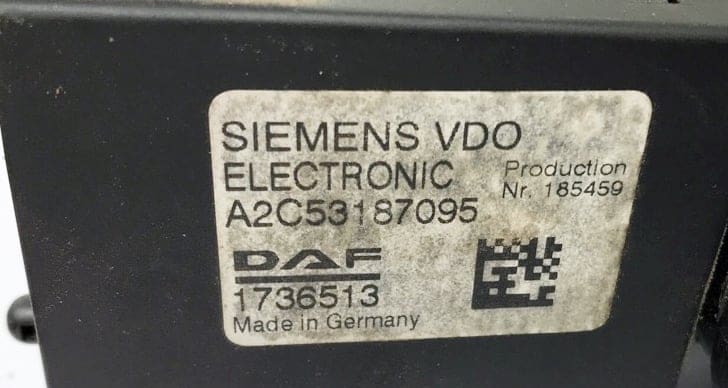 SIEMENS VDO
ELECTRONIC
Production
Nr. 185459
A2C53187095
DAF
1736513
Made in Germany